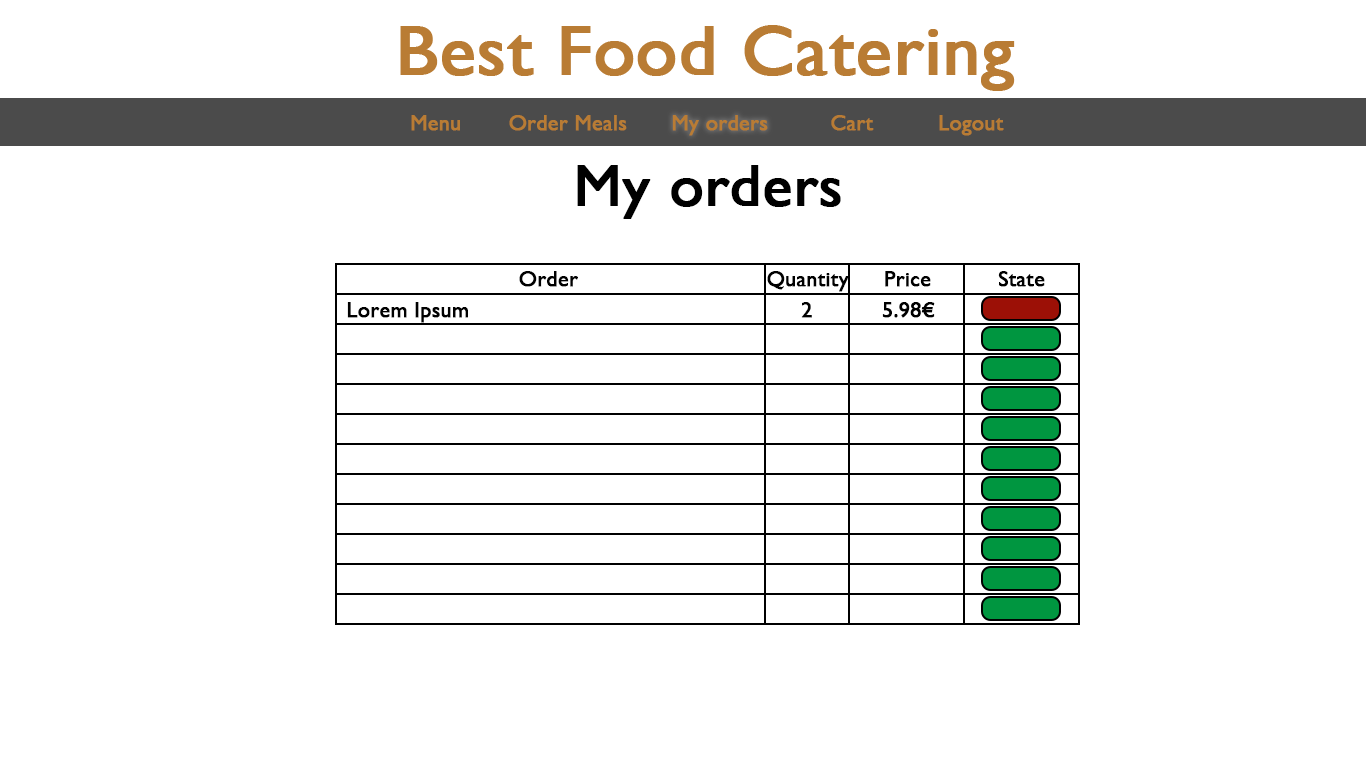 Best Food Catering
Menu Order Meals My orders Cart Logout
My orders
Order Quantity Price State
Lorem Ipsum 2 5.98€